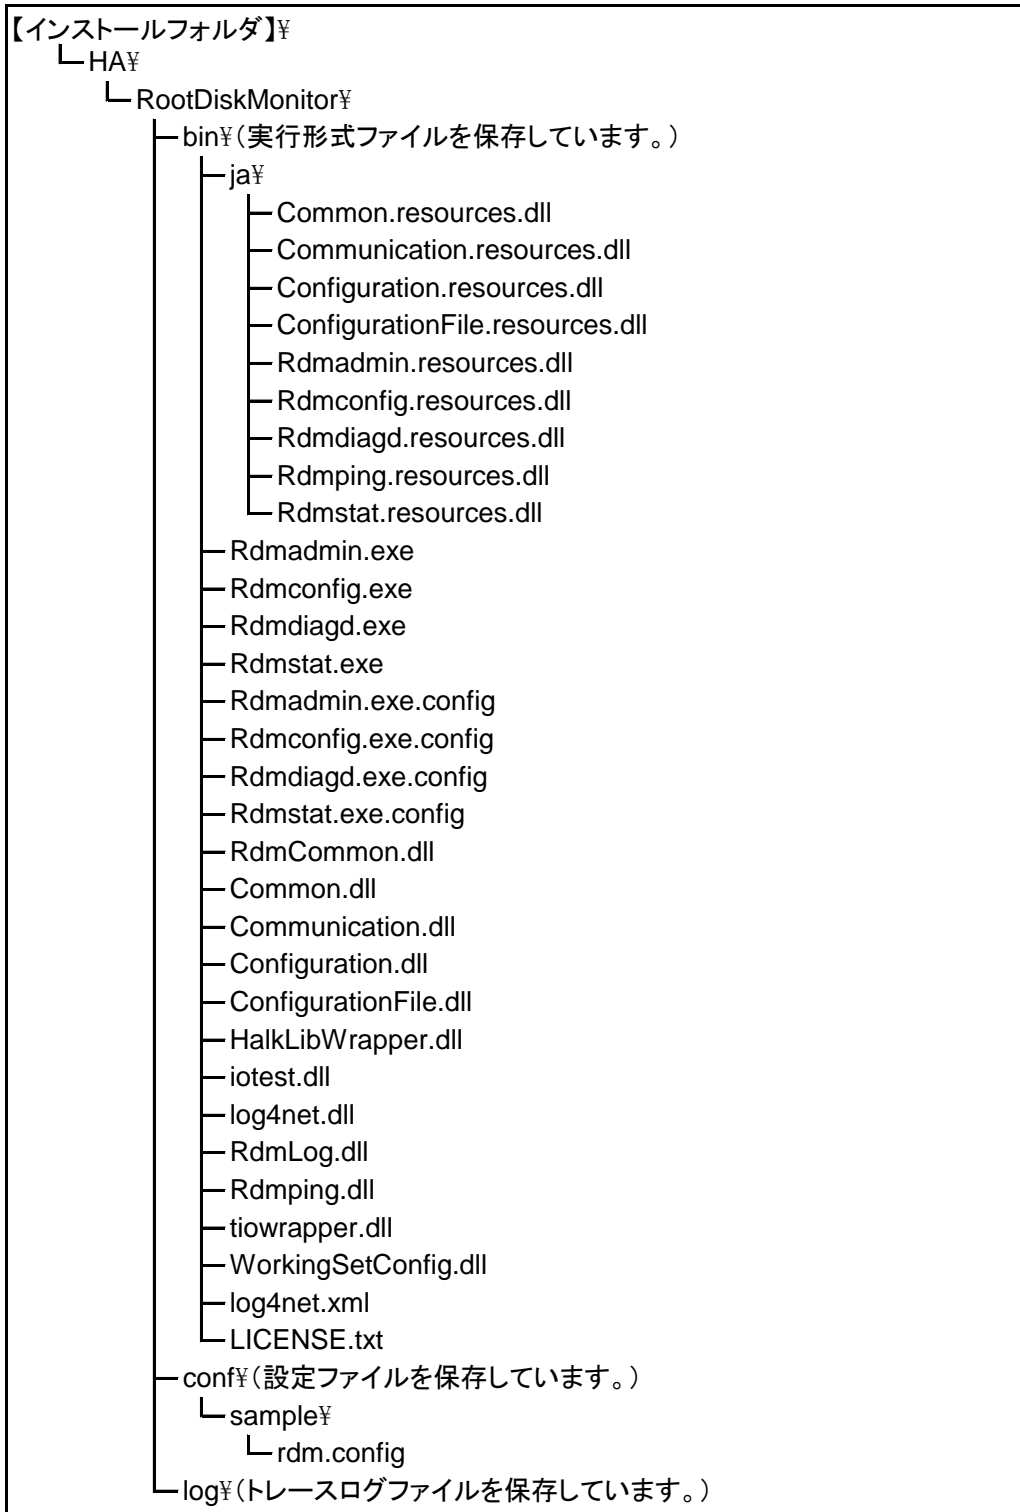 【インストールフォルダ】¥
HA¥
RootDiskMonitor¥
bin¥(実行形式ファイルを保存しています。)
ja¥
Common.resources.dll
Communication.resources.dll
Configuration.resources.dll
ConfigurationFile.resources.dll
Rdmadmin.resources.dll
Rdmconfig.resources.dll
Rdmdiagd.resources.dll
Rdmping.resources.dll
Rdmstat.resources.dll
Rdmadmin.exe
Rdmconfig.exe
Rdmdiagd.exe
Rdmstat.exe
Rdmadmin.exe.config
Rdmconfig.exe.config
Rdmdiagd.exe.config
Rdmstat.exe.config
RdmCommon.dll
Common.dll
Communication.dll
Configuration.dll
ConfigurationFile.dll
HalkLibWrapper.dll
iotest.dll
log4net.dll
RdmLog.dll
Rdmping.dll
tiowrapper.dll
WorkingSetConfig.dll
log4net.xml
LICENSE.txt
conf¥(設定ファイルを保存しています。)
sample¥
rdm.config
log¥(トレースログファイルを保存しています。)